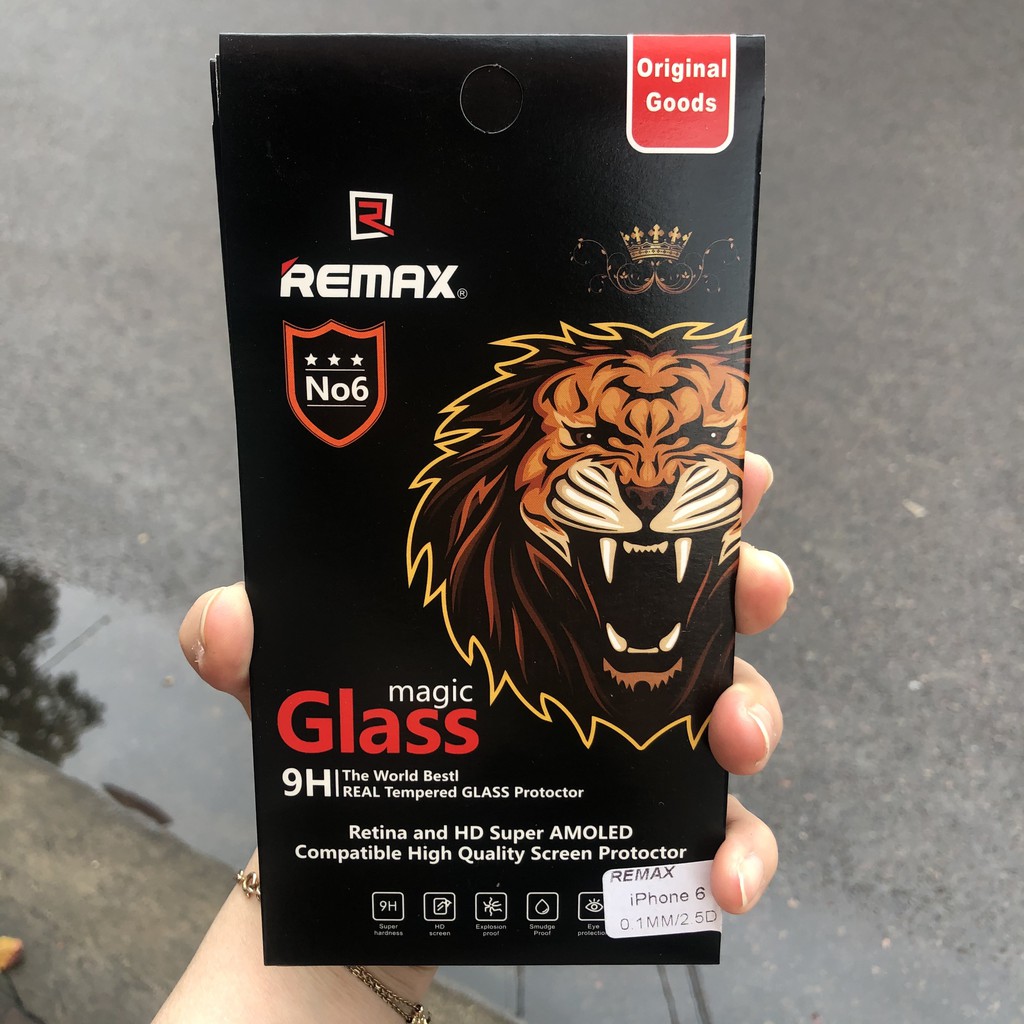 Original
Goods
REMAX®
No6
magic
Glass
9H
The World Bestl
REAL Tempered GLASS Protoctor
Retina and HD Super AMOLED
Compatible High Quality Screen Protoctor
9H
Super
hardness
HD
screen
Explosion
proof
Smudge
Proof
Eye
REMAX
iPhone 6
0.1MM/2 5D